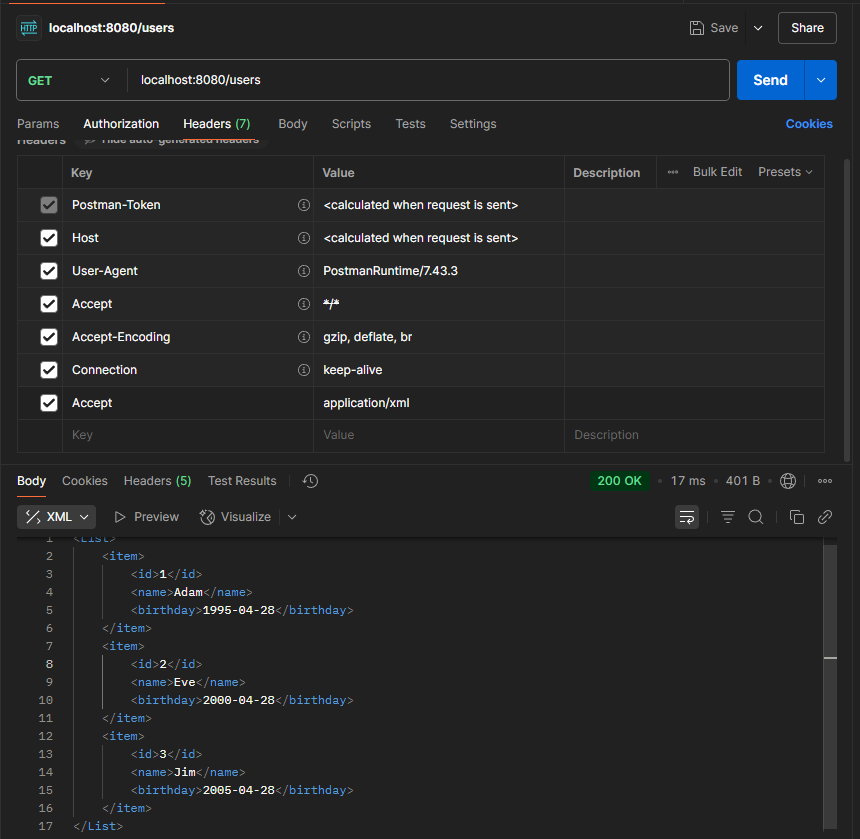 HTTP localhost:8080/users Save Share
GET localhost:8080/users Send
Params Authorization Headers (7) Body Scripts Tests Settings Cookies
Headers Hide auto-generated headers
Key Value Description Bulk Edit Presets
Postman-Token <calculated when request is sent>
Host <calculated when request is sent>
User-Agent PostmanRuntime/7.43.3
Accept */*
Accept-Encoding gzip, deflate, br
Connection keep-alive
Accept application/xml
Key Value Description
Body Cookies Headers (5) Test Results 200 OK • 17 ms • 401 B •
XML Preview Visualize
1 <List>
2 <item>
3 <id>1</id>
4 <name>Adam</name>
5 <birthday>1995-04-28</birthday>
6 </item>
7 <item>
8 <id>2</id>
9 <name>Eve</name>
10 <birthday>2000-04-28</birthday>
11 </item>
12 <item>
13 <id>3</id>
14 <name>Jim</name>
15 <birthday>2005-04-28</birthday>
16 </item>
17 </List>